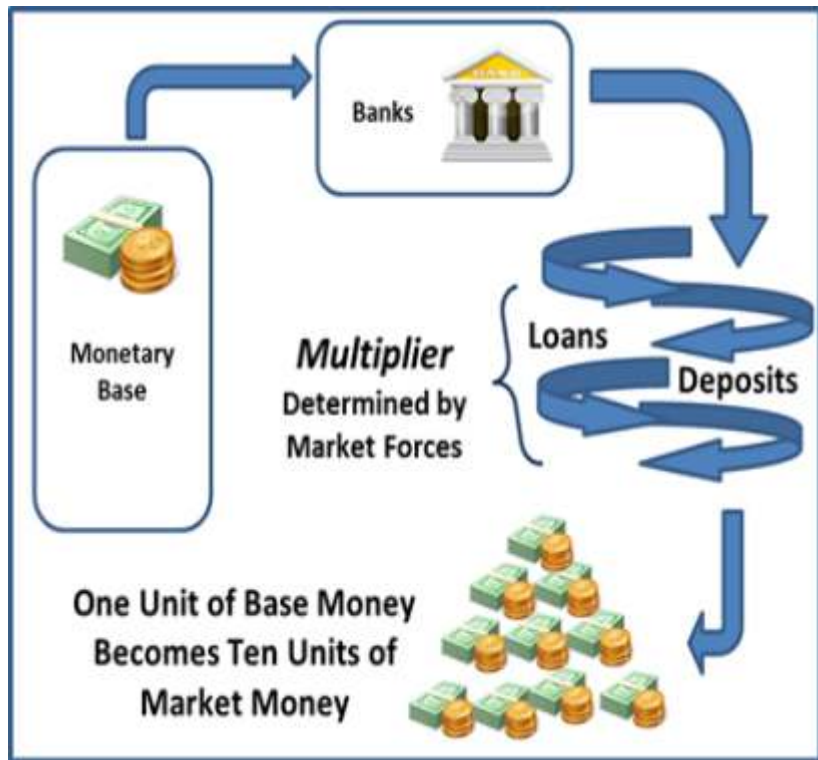 Banks
BANK
Monetary
Base
Multiplier
Determined by
Market Forces
Loans
Deposits
One Unit of Base Money
Becomes Ten Units of
Market Money